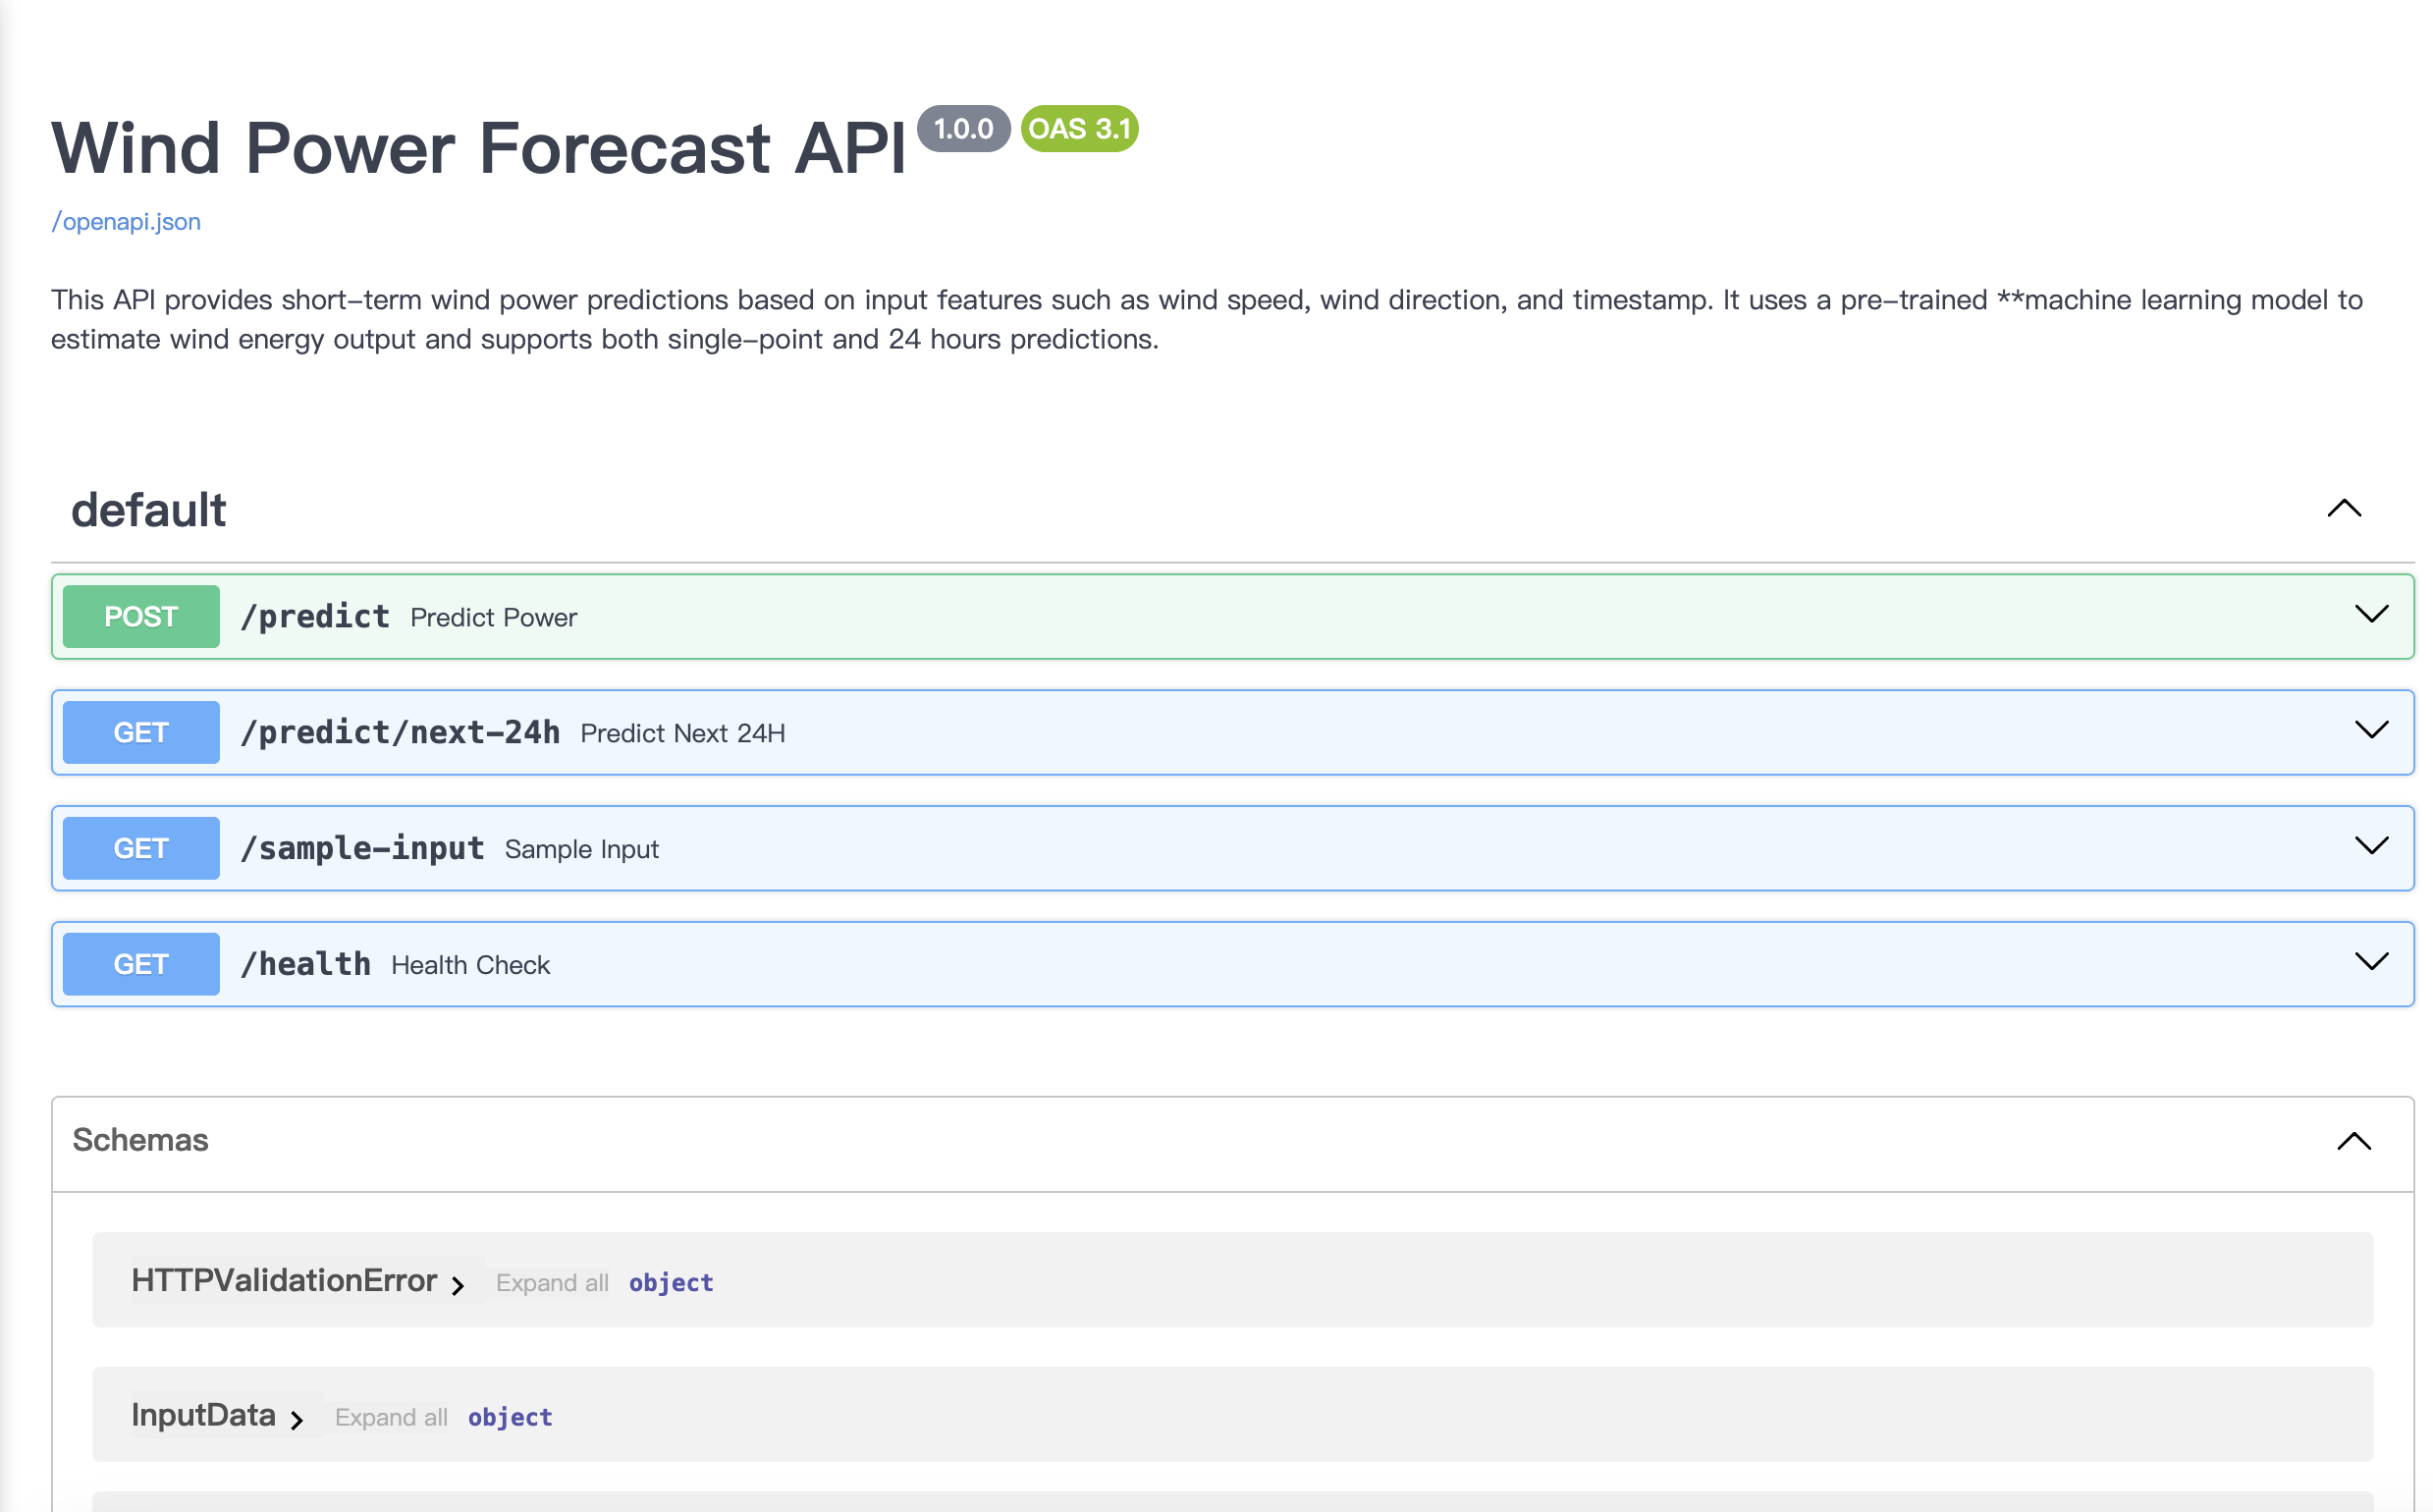 Wind Power Forecast API 1.0.0 OAS 3.1
/openapi.json
This API provides short-term wind power predictions based on input features such as wind speed, wind direction, and timestamp. It uses a pre-trained **machine learning model to
estimate wind energy output and supports both single-point and 24 hours predictions.
default
POST /predict Predict Power
GET /predict/next-24h Predict Next 24H
GET /sample-input Sample Input
GET /health Health Check
Schemas
HTTPValidationError Expand all object
InputData Expand all object